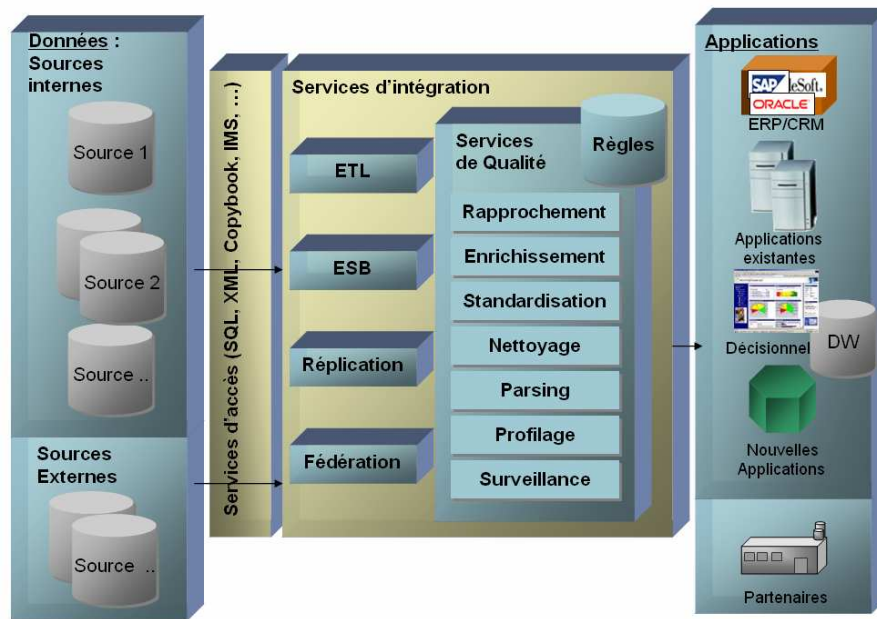 Données :
Sources
internes
Source 1
Source 2
Source ..
Sources
Externes
Source ..
Services d'accès (SQL, XML, Copybook, IMS, ...)
Services d'intégration
ETL
ESB
Réplication
Fédération
Services
de Qualité
Règles
Rapprochement
Enrichissement
Standardisation
Nettoyage
Parsing
Profilage
Surveillance
Applications
SAP
leSoft.
ORACLE
ERP/CRM
Applications
existantes
Décisionnel
DW
Nouvelles
Applications
Partenaires